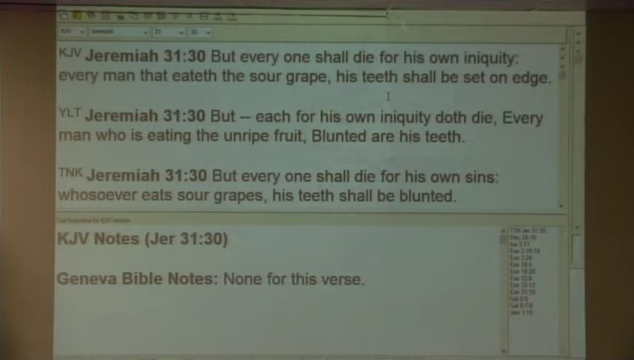 KJV Jeremiah 31:30 But every one shall die for his own iniquity:
every man that eateth the sour grape, his teeth shall be set on edge.
YLT Jeremiah 31:30 But -- each for his own iniquity doth die, Every
man who is eating the unripe fruit, Blunted are his teeth.
TNK Jeremiah 31:30 But every one shall die for his own sins:
whosoever eats sour grapes, his teeth shall be blunted.
KJV Notes (Jer 31:30)
Geneva Bible Notes: None for this verse.